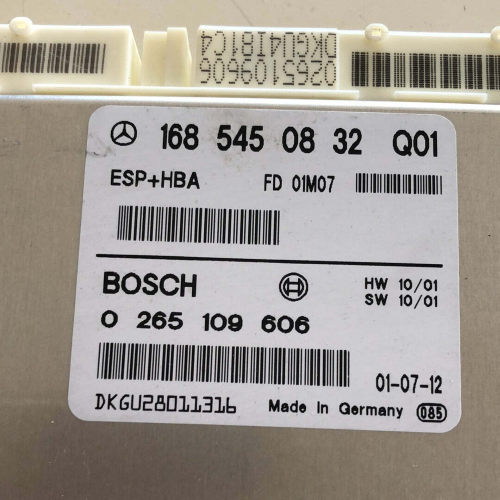 DKGU4I81C4
0265109606
168 545 08 32 Q01
ESP+HBA FD 01M07
BOSCH HW 10/01
SW 10/01
0 265 109 606
01-07-12
DKGU28011316 Made in Germany 085